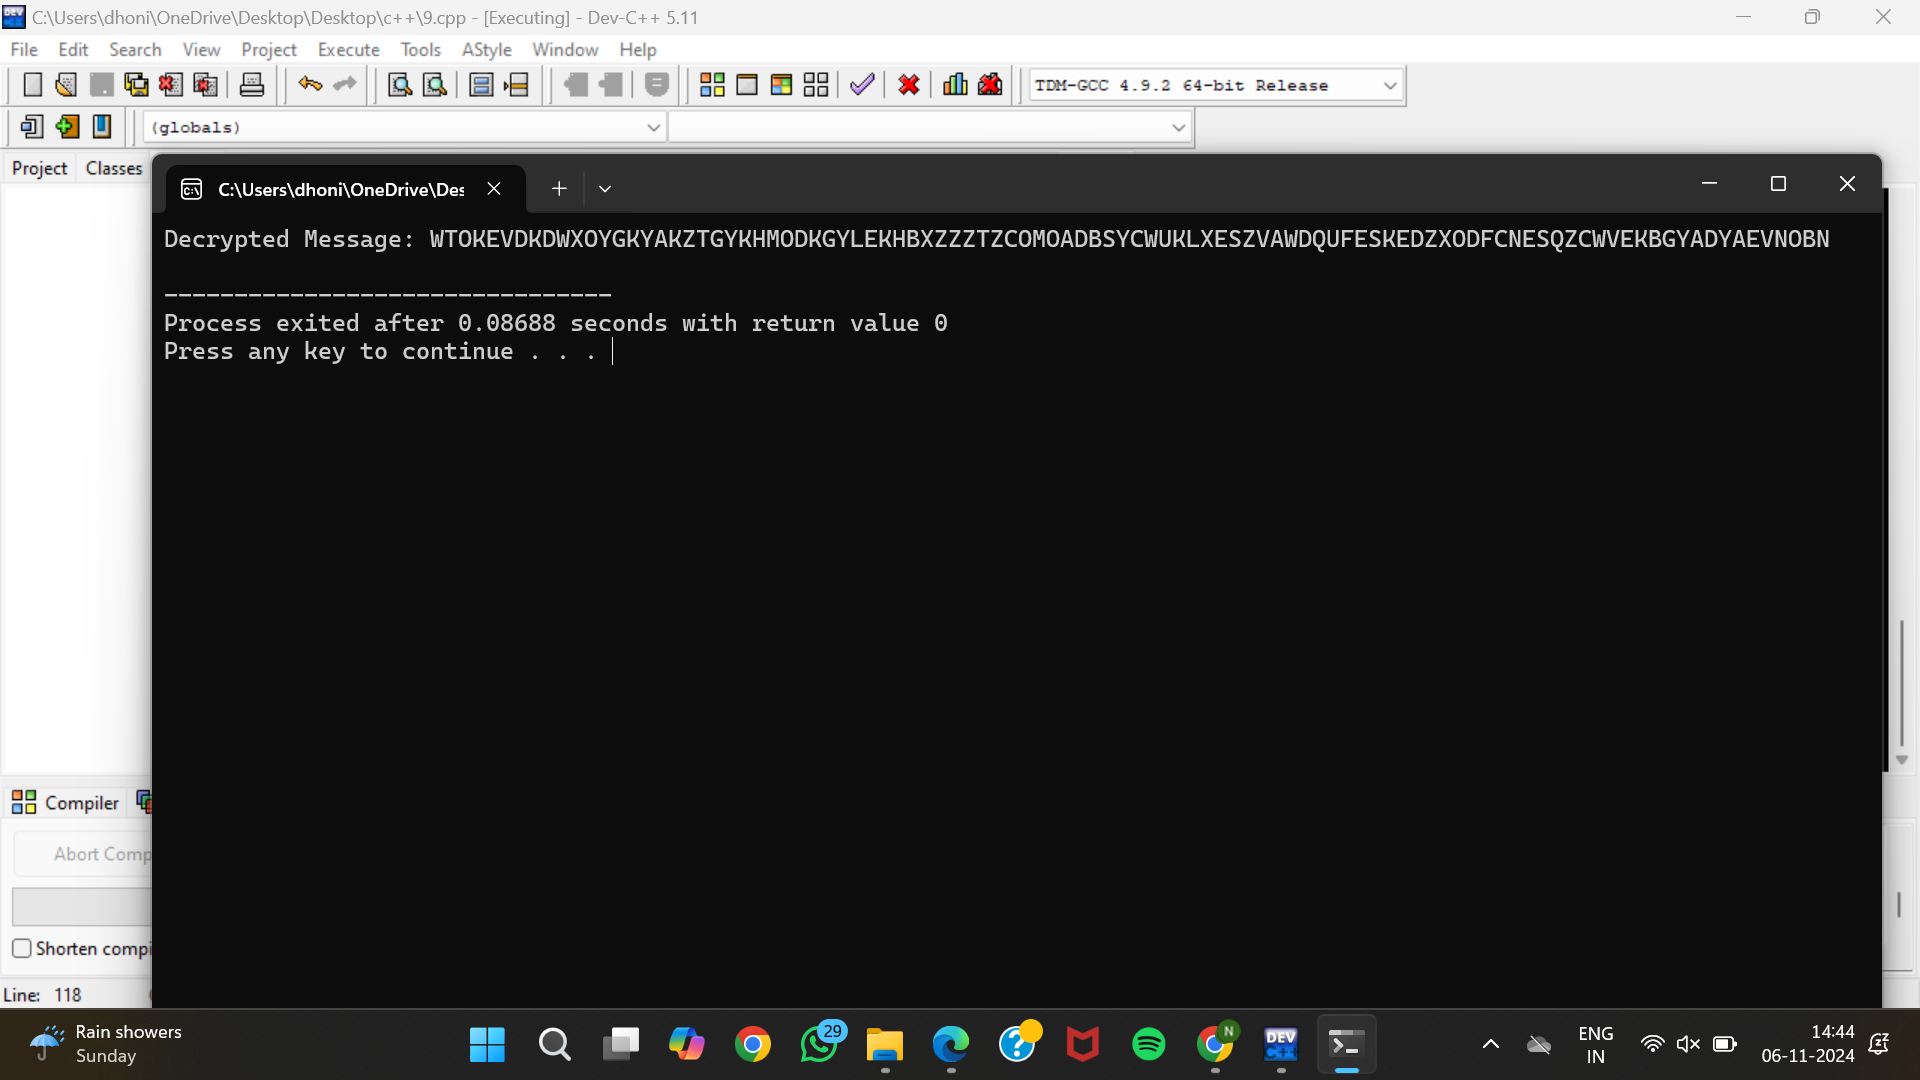 C:\Users\dhoni\OneDrive\Desktop\Desktop\c++\9.cpp - [Executing] - Dev-C++ 5.11
File Edit Search View Project Execute Tools AStyle Window Help
TDM-GCC 4.9.2 64-bit Release
(globals)
Project Classes
C:\Users\dhoni\OneDrive\Des
Decrypted Message: WTOKEVDKDWXOYGKYAKZTGYKHMODKGYLEKHBXZZZTZCOMOADBSYCWUKLXESZVAWDQUFESKEDZXODFCNESQZCWVEKBGYADYAEVNOBN
--------------------------------
Process exited after 0.08688 seconds with return value 0
Press any key to continue . . .
Compiler
Abort Comp
Shorten compi
Line: 118
Rain showers
Sunday
29
N
DEV C++
ENG
IN
14:44
06-11-2024